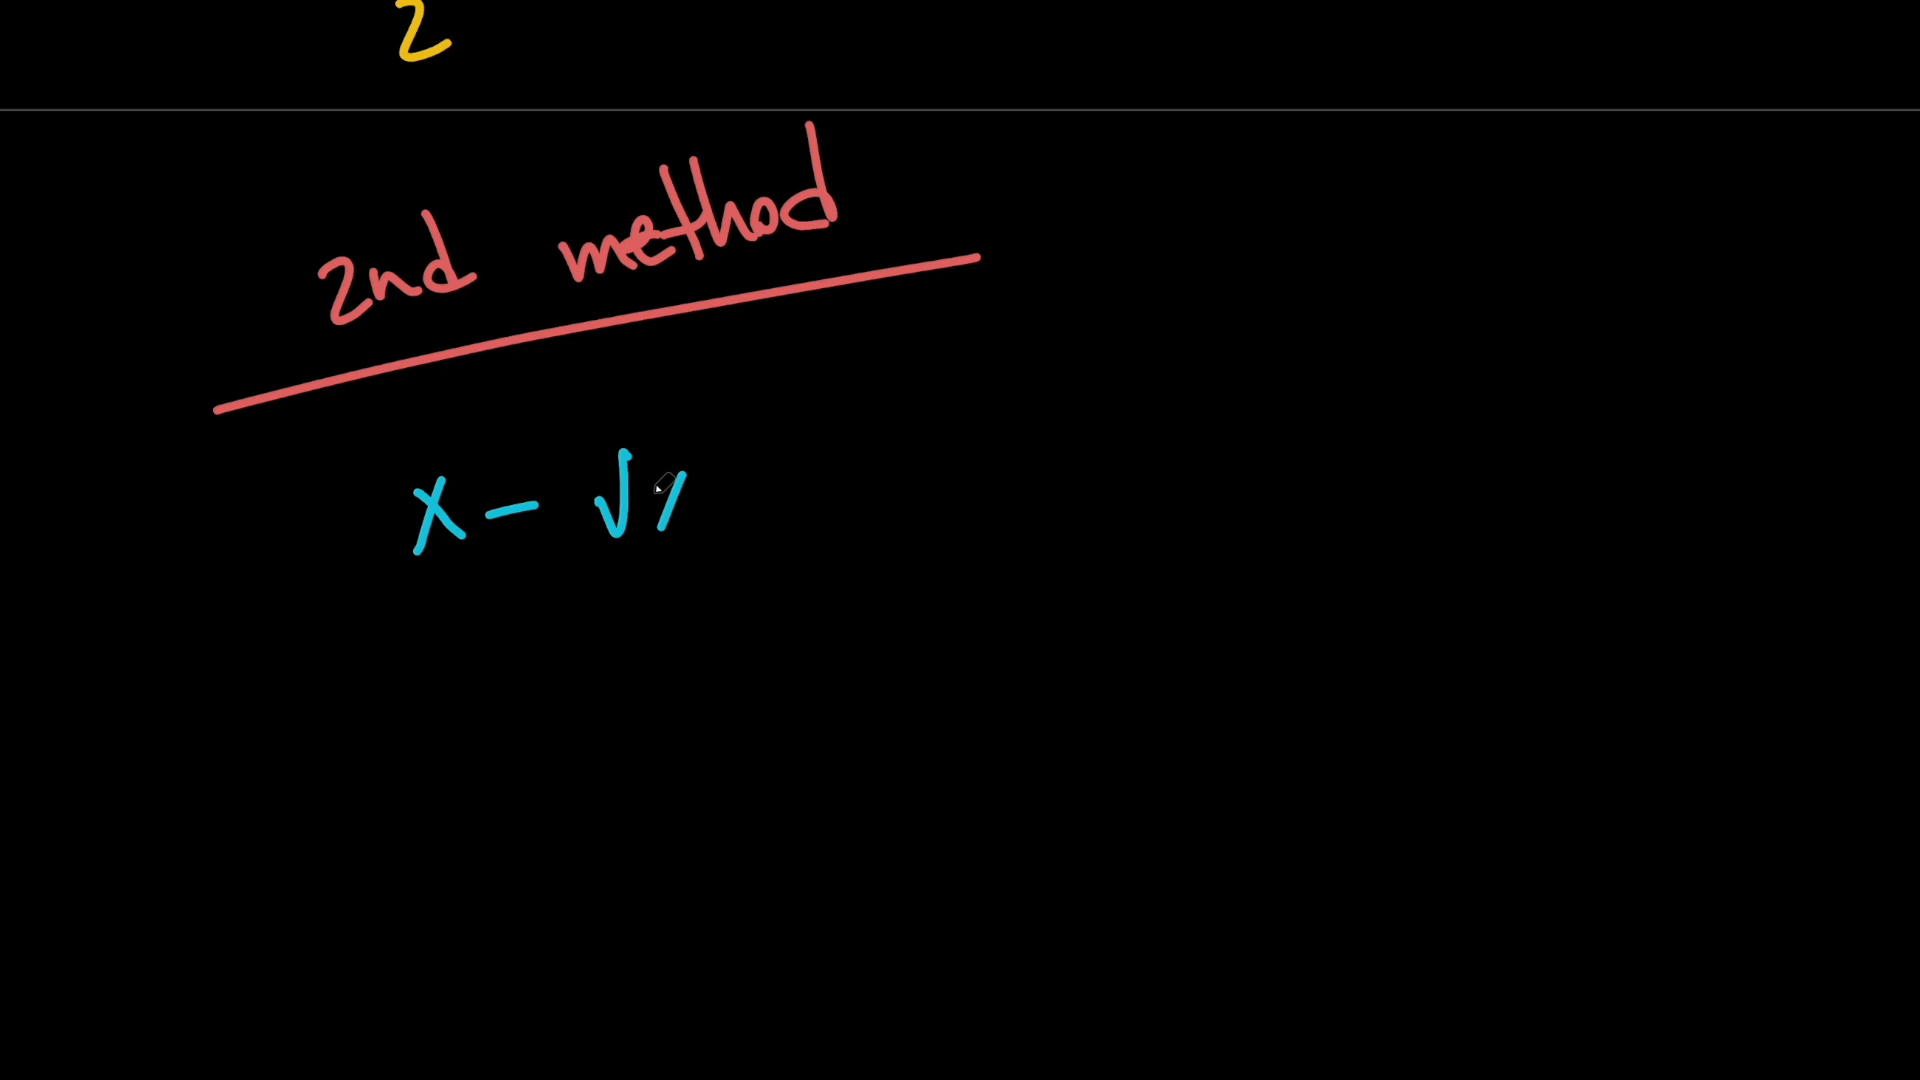 2
2nd method
x - √/